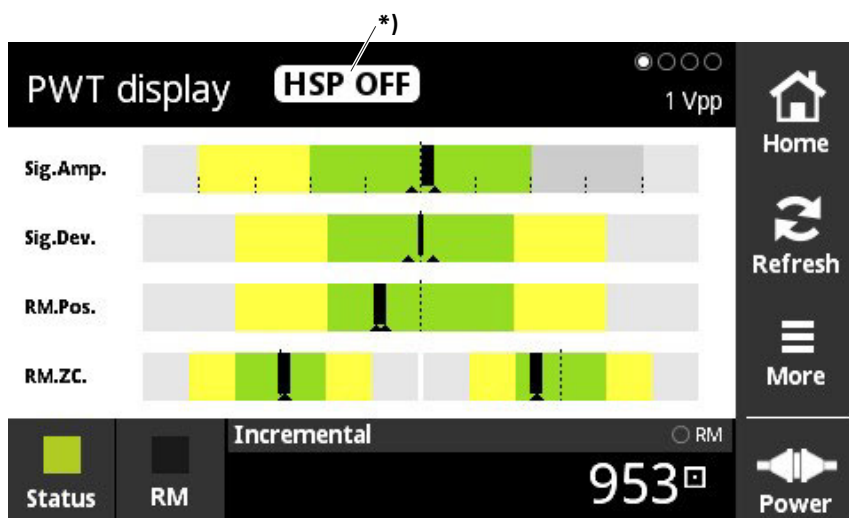 *)
PWT display
HSP OFF
1 Vpp
Home
Sig.Amp.
Sig.Dev.
Refresh
RM.Pos.
RM.ZC.
More
Incremental
RM
953
Status
RM
Power